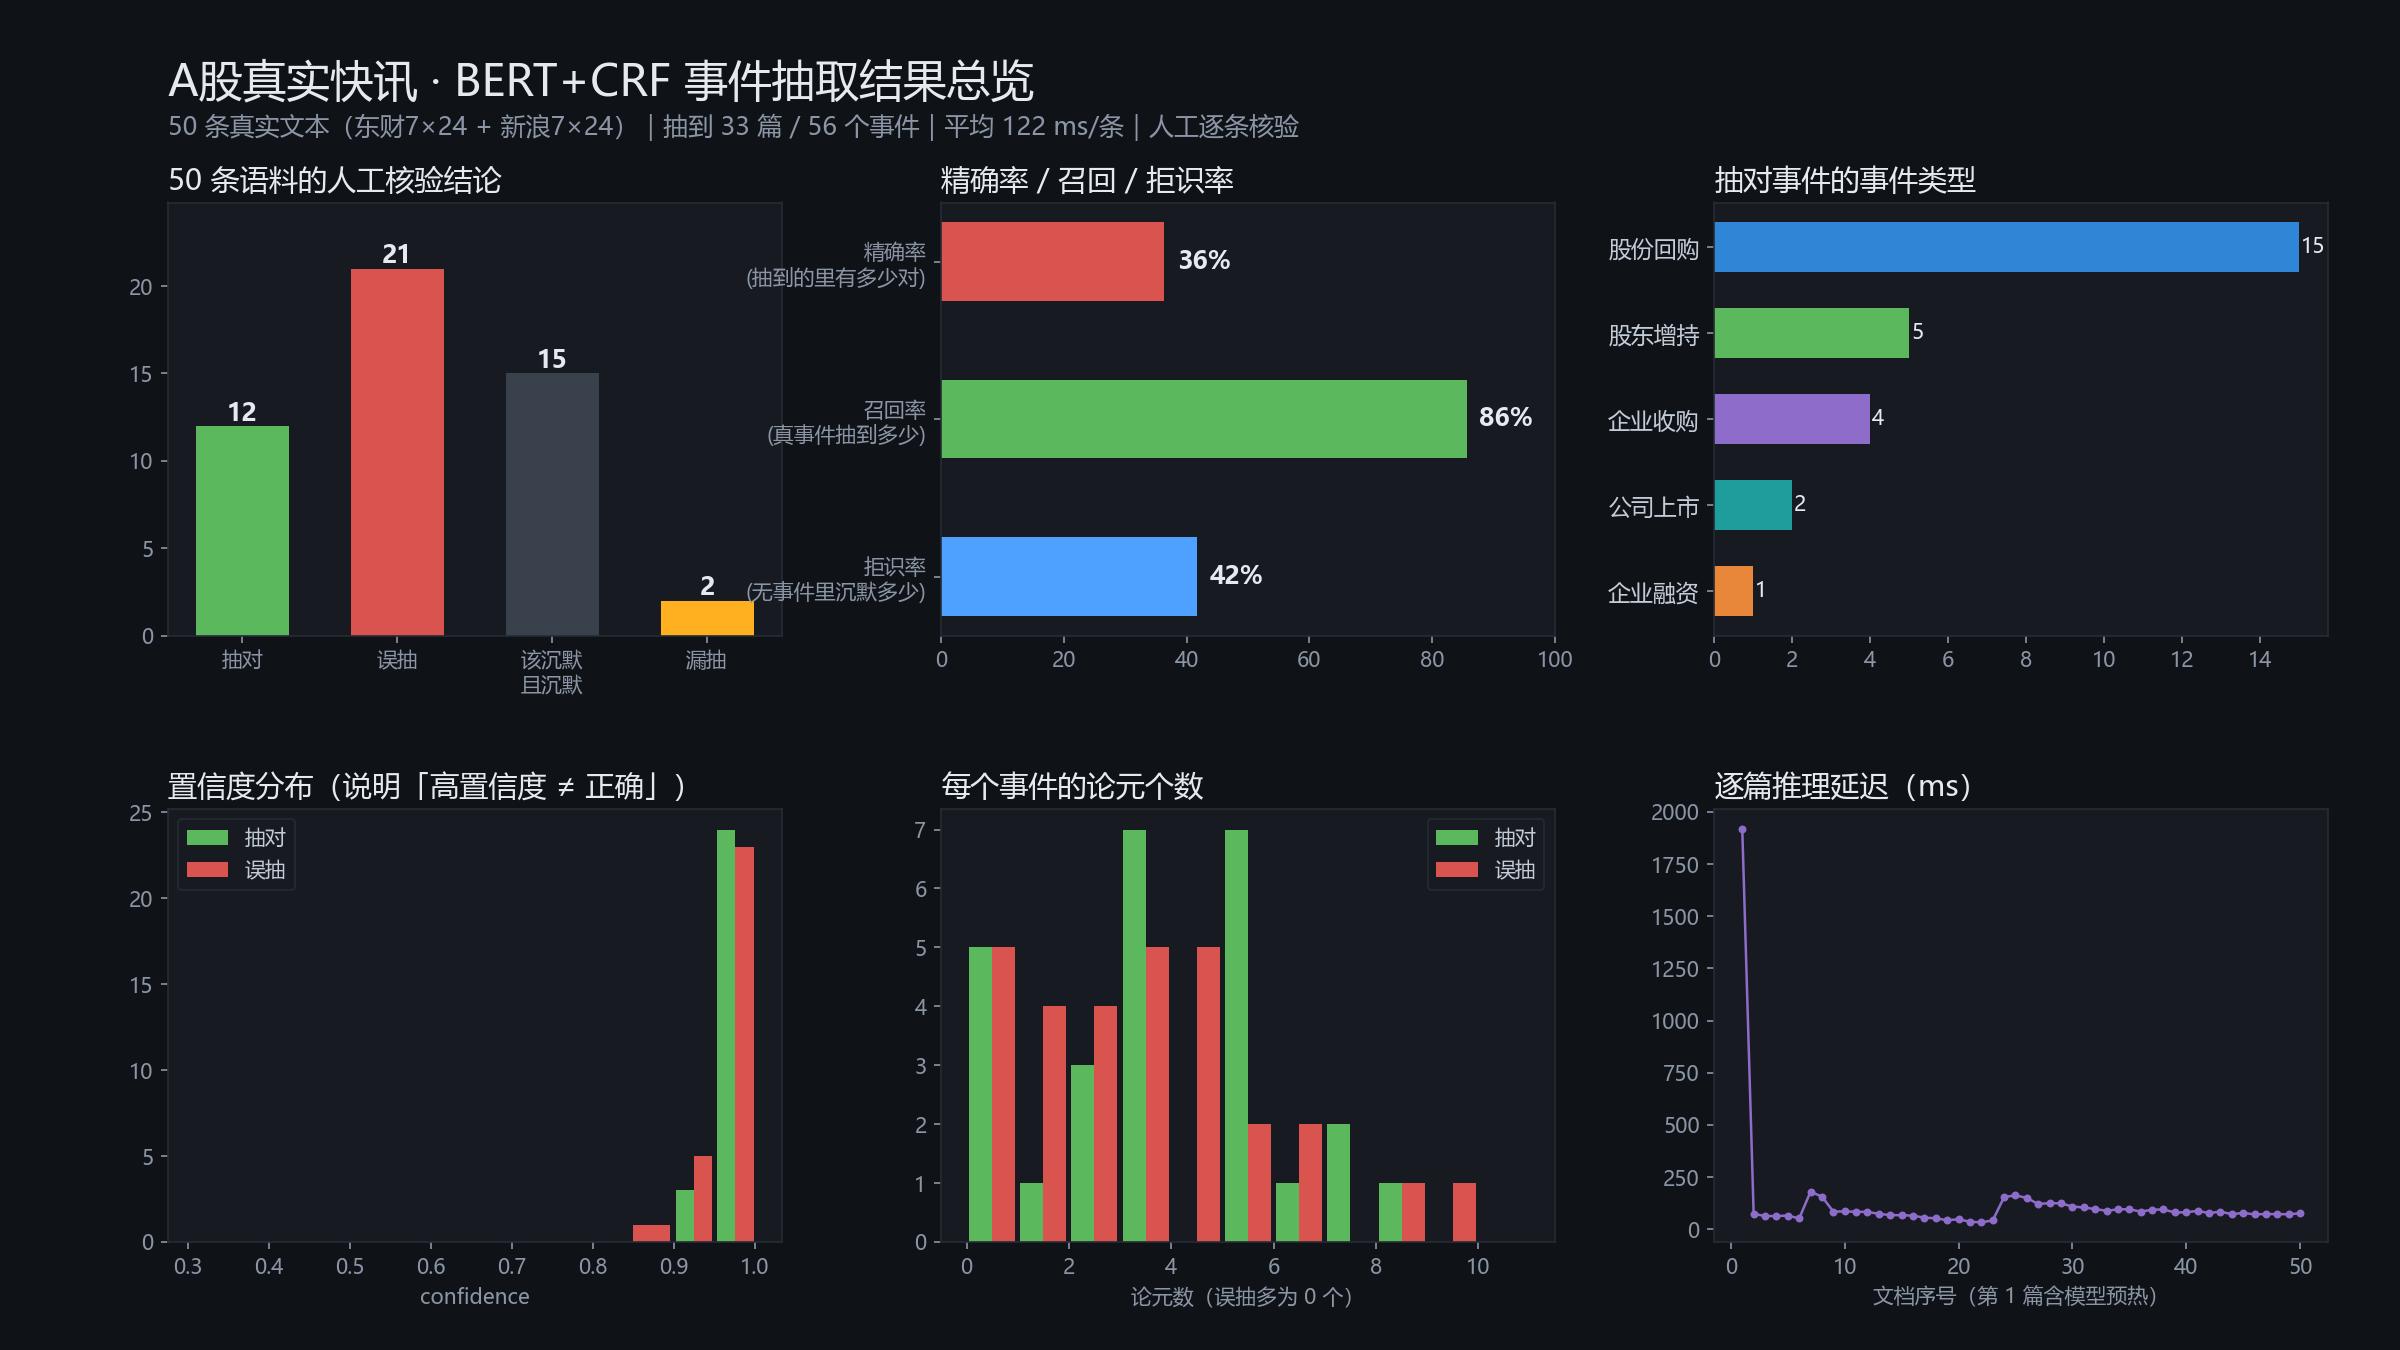 A股真实快讯 · BERT+CRF 事件抽取结果总览
50 条真实文本（东财7×24 + 新浪7×24）｜抽到 33 篇 / 56 个事件｜平均 122 ms/条｜人工逐条核验
50 条语料的人工核验结论
20
15
10
5
0
12
21
15
2
抽对
误抽
该沉默
且沉默
漏抽
精确率 / 召回 / 拒识率
精确率
(抽到的里有多少对)
36%
召回率
(真事件抽到多少)
86%
拒识率
(无事件里沉默多少)
42%
0 20 40 60 80 100
抽对事件的事件类型
股份回购 15
股东增持 5
企业收购 4
公司上市 2
企业融资 1
0 2 4 6 8 10 12 14
置信度分布（说明「高置信度 ≠ 正确」）
抽对
误抽
25
20
15
10
5
0
0.3 0.4 0.5 0.6 0.7 0.8 0.9 1.0
confidence
每个事件的论元个数
抽对
误抽
7
6
5
4
3
2
1
0
0 2 4 6 8 10
论元数（误抽多为 0 个）
逐篇推理延迟（ms）
2000
1750
1500
1250
1000
750
500
250
0
0 10 20 30 40 50
文档序号（第 1 篇含模型预热）